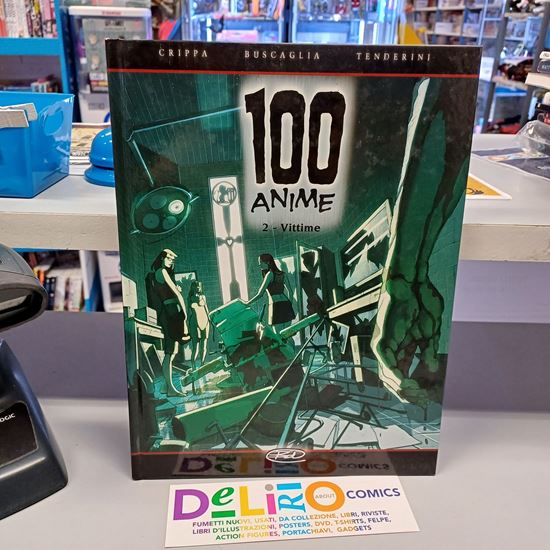 CRIPPA BUSCAGLIA TENDERINI
100
ANIME
2 - Vittime
DeLiRiO
ABOUT
COMICS
FUMETTI NUOVI, USATI, DA COLLEZIONE, LIBRI, RIVISTE,
LIBRI D'ILLUSTRAZIONI, POSTERS, DVD, T-SHIRTS, FELPE,
ACTION FIGURES, PORTACHIAVI, GADGETS